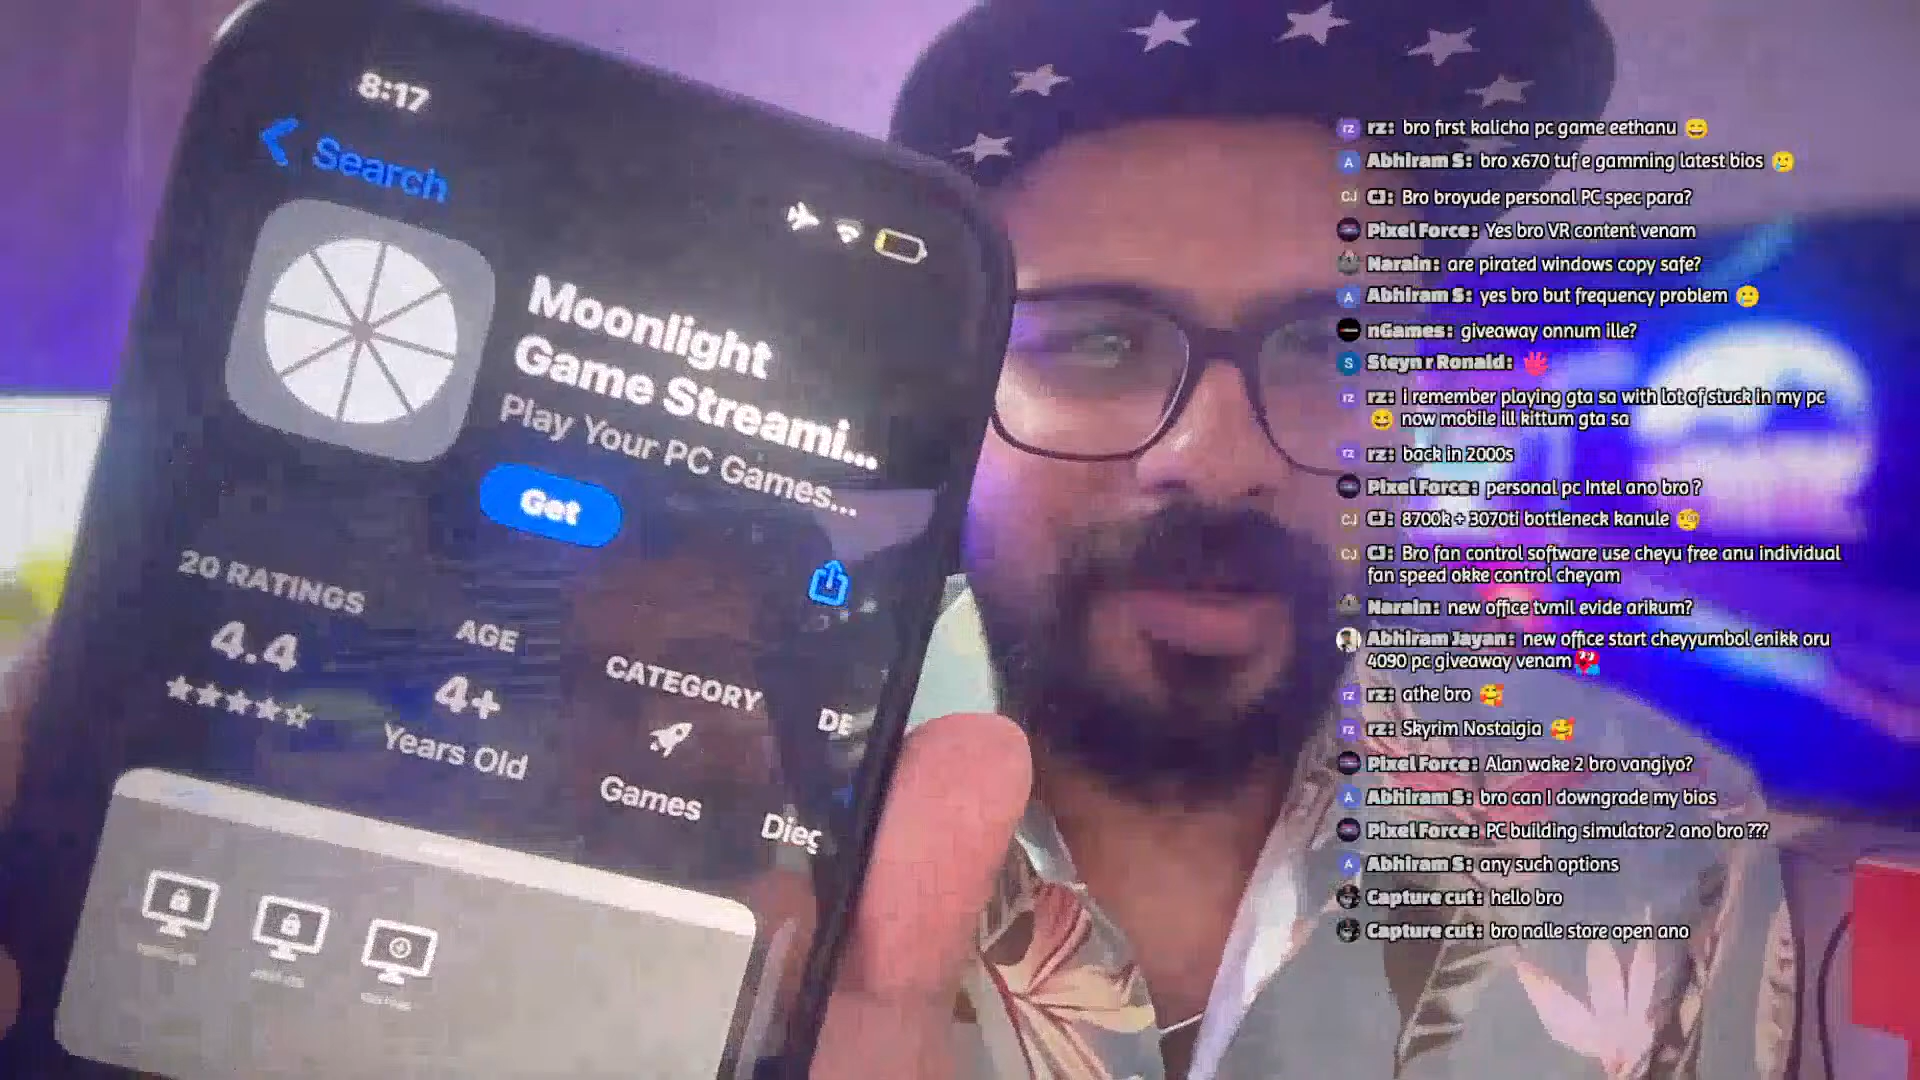 8:17
Search
Moonlight
Game Streami...
Play Your PC Games...
Get
20 RATINGS
4.4
AGE
4+
Years Old
CATEGORY
Games
DE
Dieg
rz: bro first kalicha pc game eethanu 😄
Abhiram S: bro x670 tuf e gamming latest bios 🥲
CJ: Bro broyude personal PC spec para?
Pixel Force: Yes bro VR content venam
Narain: are pirated windows copy safe?
Abhiram S: yes bro but frequency problem 🥲
nGames: giveaway onnum ille?
Steyn r Ronald:
rz: I remember playing gta sa with lot of stuck in my pc
😆 now mobile ill kittum gta sa
rz: back in 2000s
Pixel Force: personal pc Intel ano bro?
CJ: 8700k + 3070ti bottleneck kanule 🧐
CJ: Bro fan control software use cheyu free anu individual
fan speed okke control cheyam
Narain: new office tvmil evide arikum?
Abhiram Jayan: new office start cheyyumbol enikk oru
4090 pc giveaway venam
rz: athe bro 🥰
rz: Skyrim Nostalgia 🥰
Pixel Force: Alan wake 2 bro vangiyo?
Abhiram S: bro can I downgrade my bios
Pixel Force: PC building simulator 2 ano bro ???
Abhiram S: any such options
Capture cut: hello bro
Capture cut: bro nalle store open ano